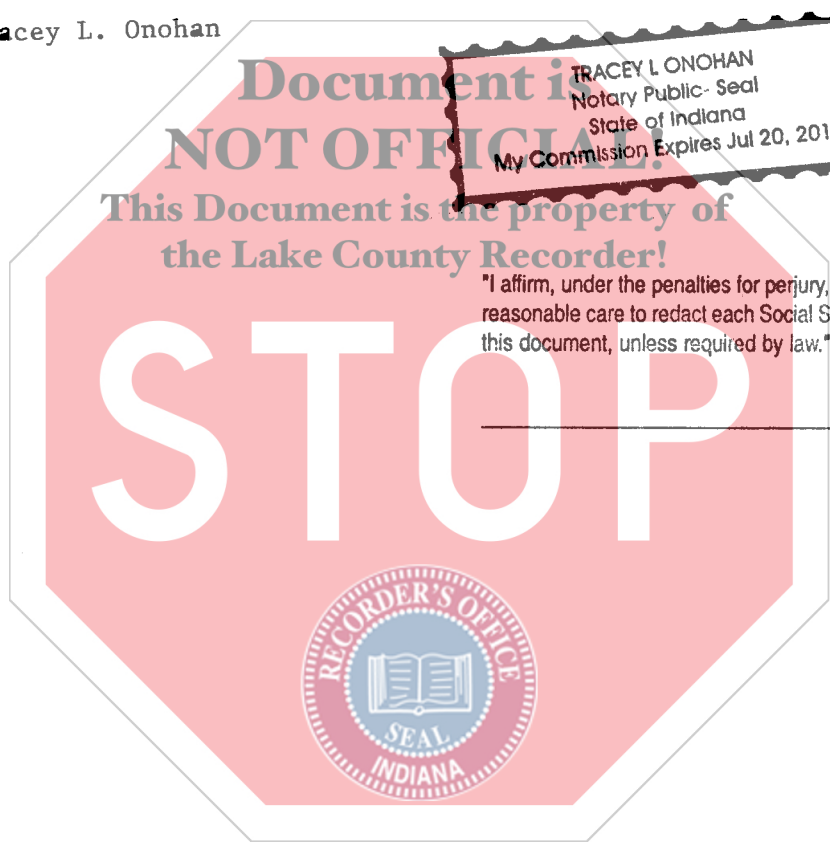 acey L. Onohan
TRACEY L ONOHAN
Notary Public- Seal
State of Indiana
My Commission Expires Jul 20, 201
Document is
NOT OFFICIAL!
This Document is the property of
the Lake County Recorder!
"I affirm, under the penalties for perjury,
reasonable care to redact each Social S
this document, unless required by law."
STOP
RECORDER'S OFFICE
SEAL
INDIANA